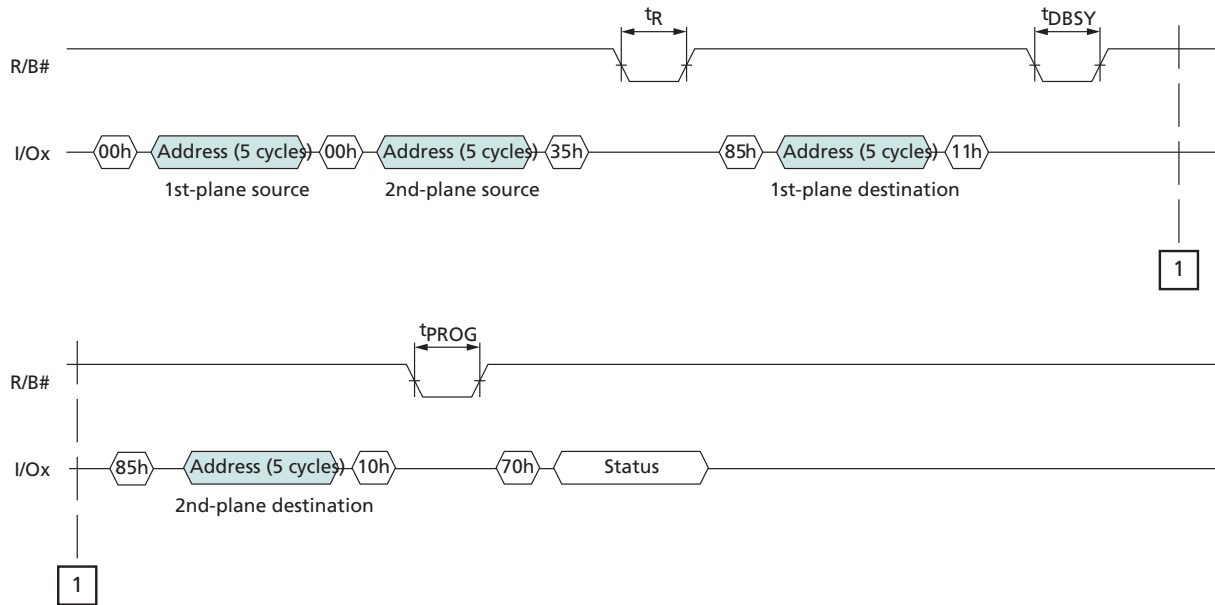 tR tDBSY
R/B#
I/Ox 00h Address (5 cycles) 00h Address (5 cycles) 35h 85h Address (5 cycles) 11h
1st-plane source 2nd-plane source 1st-plane destination
1
tPROG
R/B#
I/Ox 85h Address (5 cycles) 10h 70h Status
2nd-plane destination
1